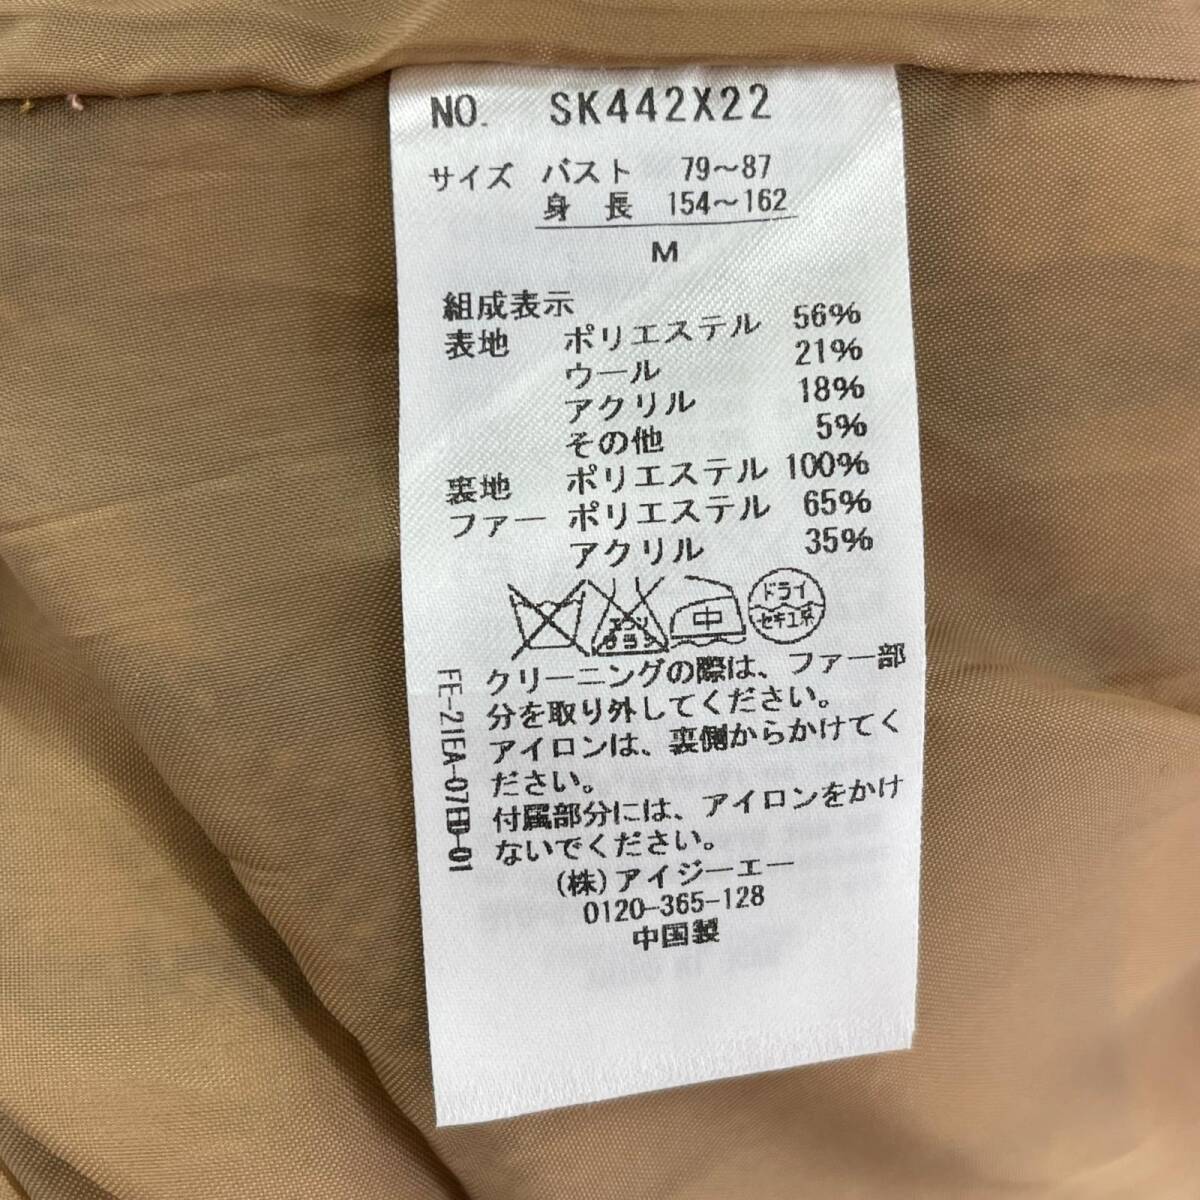 NO. SK442X22
サイズ バスト 79～87
身長 154～162
M
組成表示
表地 ポリエステル 56%
ウール 21%
アクリル 18%
その他 5%
裏地 ポリエステル 100%
ファー ポリエステル 65%
アクリル 35%
エンソ サラシ 中 ドライ セキユ系
クリーニングの際は、ファー部
分を取り外してください。
アイロンは、裏側からかけてく
ださい。
付属部分には、アイロンをかけ
ないでください。
(株)アイジーエー
0120-365-128
中国製
FE-21EA-07FD-01